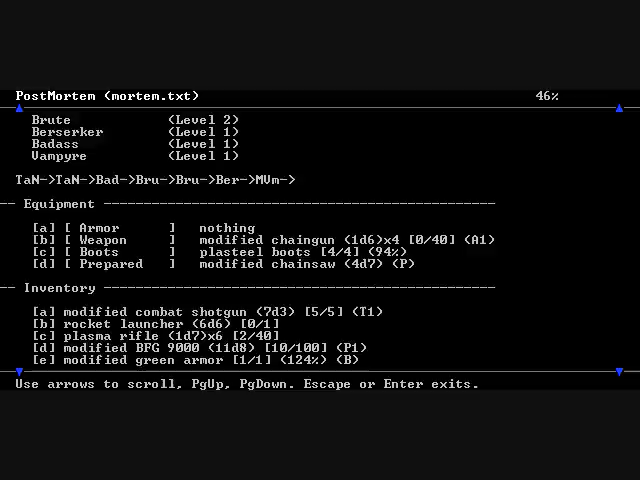 PostMortem (mortem.txt) 46%
Brute (Level 2)
Berserker (Level 1)
Badass (Level 1)
Vampyre (Level 1)
TaN->TaN->Bad->Bru->Bru->Ber->MVm->
-- Equipment --------------------------------------------------
[a] [ Armor ] nothing
[b] [ Weapon ] modified chaingun (1d6)x4 [0/40] (A1)
[c] [ Boots ] plasteel boots [4/4] (94%)
[d] [ Prepared ] modified chainsaw (4d7) (P)
-- Inventory --------------------------------------------------
[a] modified combat shotgun (7d3) [5/5] (T1)
[b] rocket launcher (6d6) [0/1]
[c] plasma rifle (1d7)x6 [2/40]
[d] modified BFG 9000 (11d8) [10/100] (P1)
[e] modified green armor [1/1] (124%) (B)
Use arrows to scroll, PgUp, PgDown. Escape or Enter exits.